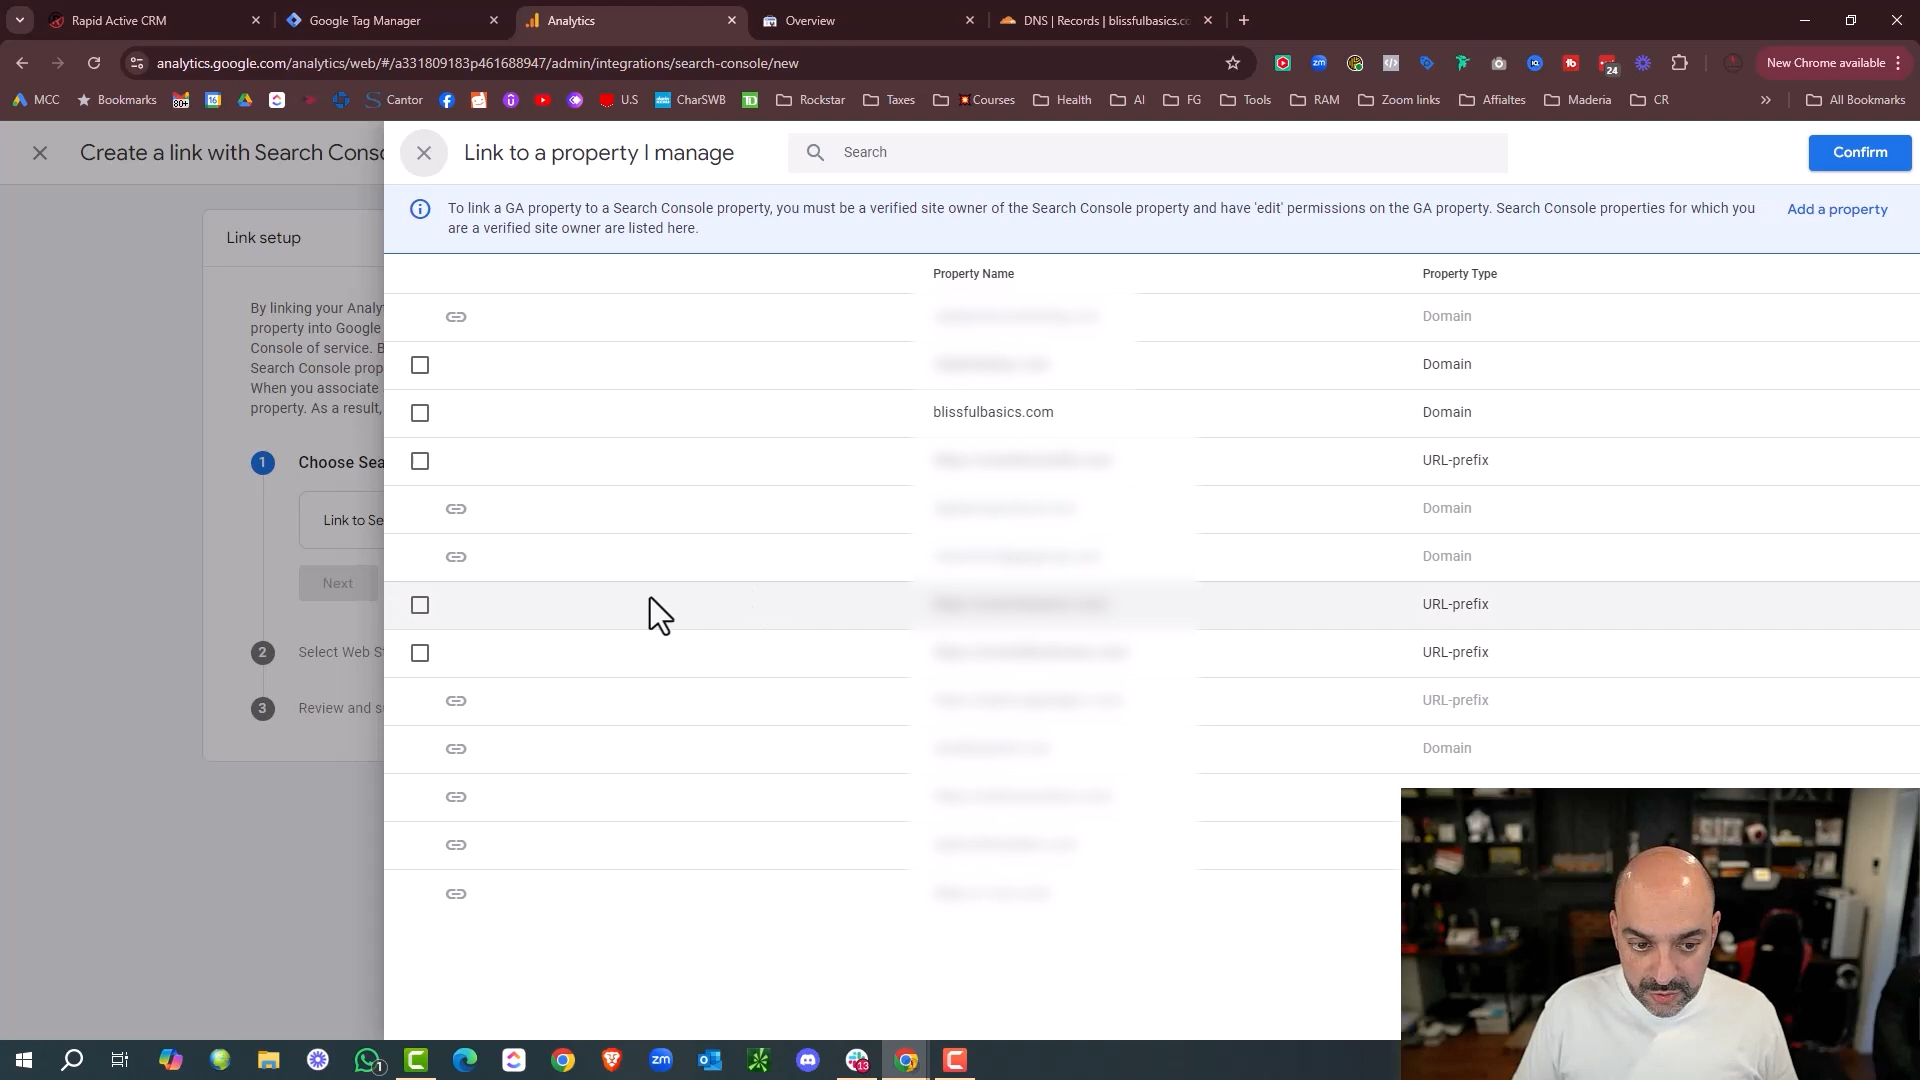 Rapid Active CRM
Google Tag Manager
Analytics
Overview
DNS | Records | blissfulbasics.co
analytics.google.com/analytics/web/#/a331809183p461688947/admin/integrations/search-console/new
24
New Chrome available
MCC
Bookmarks
80+
16
Cantor
U.S
CharSWB
Rockstar
Taxes
Courses
Health
AI
FG
Tools
RAM
Zoom links
Affialtes
Maderia
CR
All Bookmarks
Create a link with Search Conso
Link to a property I manage
Search
Confirm
To link a GA property to a Search Console property, you must be a verified site owner of the Search Console property and have 'edit' permissions on the GA property. Search Console properties for which you
are a verified site owner are listed here.
Add a property
Link setup
Property Name
Property Type
By linking your Analy
property into Google
Console of service. B
Search Console prop
When you associate
property. As a result,
Domain
Domain
blissfulbasics.com
Domain
1
Choose Sea
URL-prefix
Link to Se
Domain
Domain
Next
URL-prefix
2
Select Web S
URL-prefix
3
Review and s
URL-prefix
Domain
zm
1
13